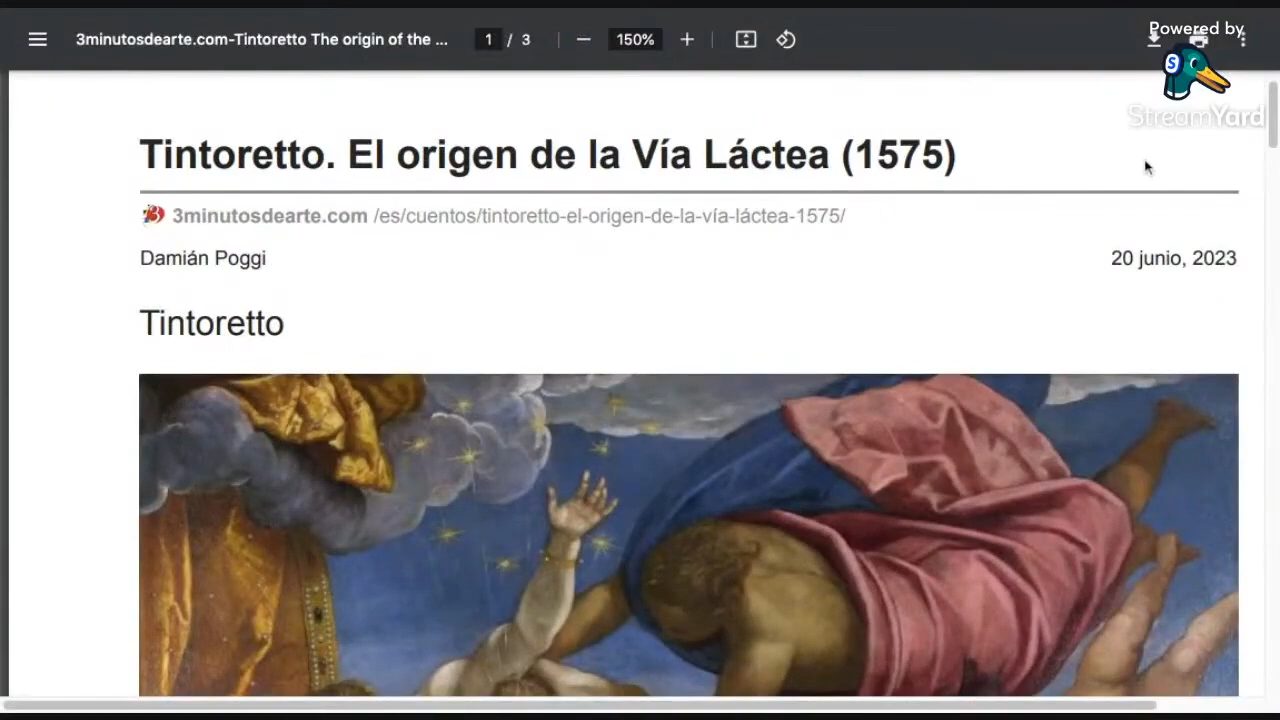 3minutosdearte.com-Tintoretto The origin of the ...
1 / 3
150%
Powered by
StreamYard
Tintoretto. El origen de la Vía Láctea (1575)
3minutosdearte.com /es/cuentos/tintoretto-el-origen-de-la-vía-láctea-1575/
Damián Poggi
20 junio, 2023
Tintoretto